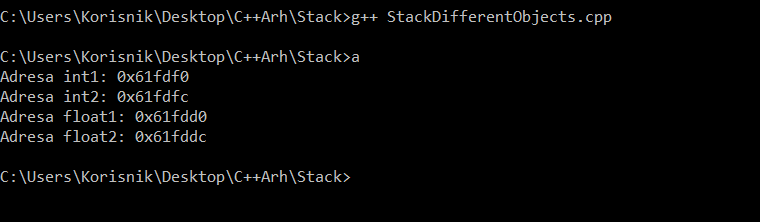 C:\Users\Korisnik\Desktop\C++Arh\Stack>g++ StackDifferentObjects.cpp
C:\Users\Korisnik\Desktop\C++Arh\Stack>a
Adresa int1: 0x61fdf0
Adresa int2: 0x61fdfc
Adresa float1: 0x61fdd0
Adresa float2: 0x61fddc
C:\Users\Korisnik\Desktop\C++Arh\Stack>